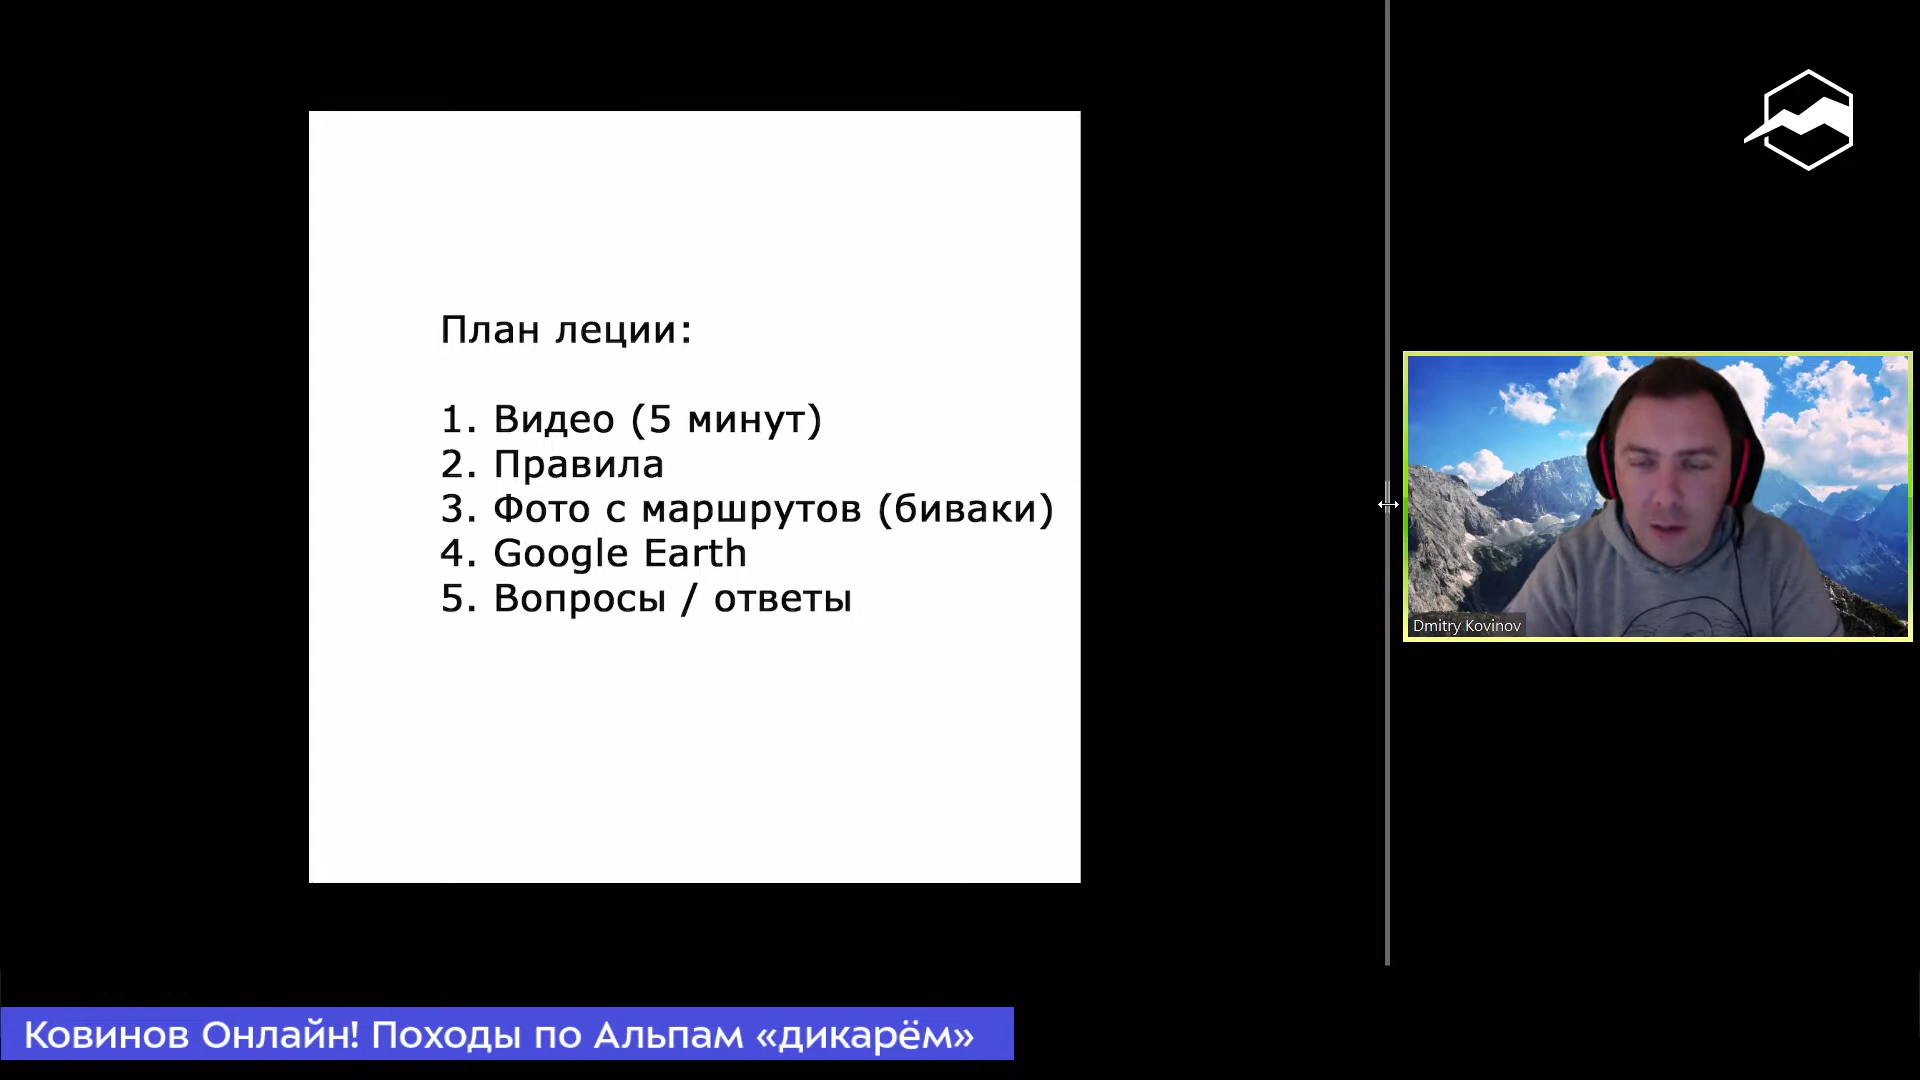 План леции:
1. Видео (5 минут)
2. Правила
3. Фото с маршрутов (биваки)
4. Google Earth
5. Вопросы / ответы
Dmitry Kovinov
Ковинов Онлайн! Походы по Альпам «дикарём»